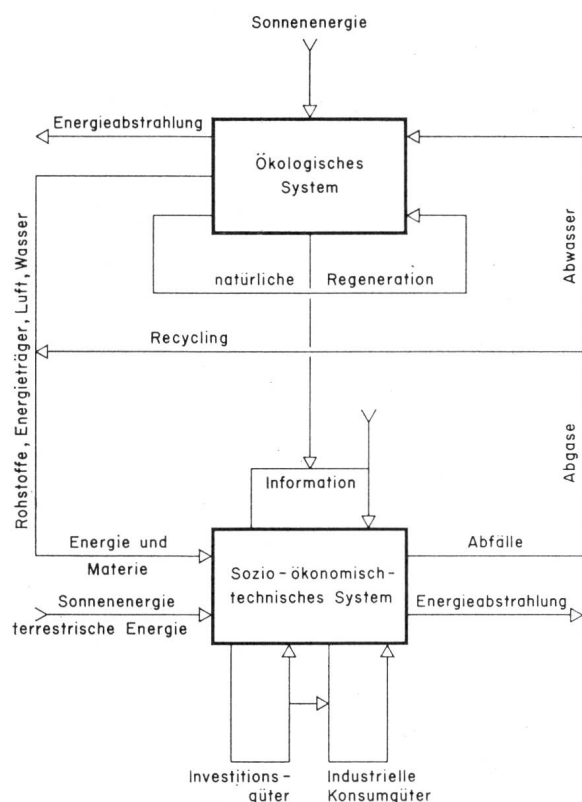 Sonnenenergie
Energieabstrahlung
Ökologisches
System
natürliche Regeneration
Abwasser
Rohstoffe, Energieträger, Luft, Wasser
Recycling
Abgase
Information
Energie und
Materie
Abfälle
Sozio-ökonomisch-
technisches System
Sonnenenergie
terrestrische Energie
Energieabstrahlung
Investitions-
güter
Industrielle
Konsumgüter